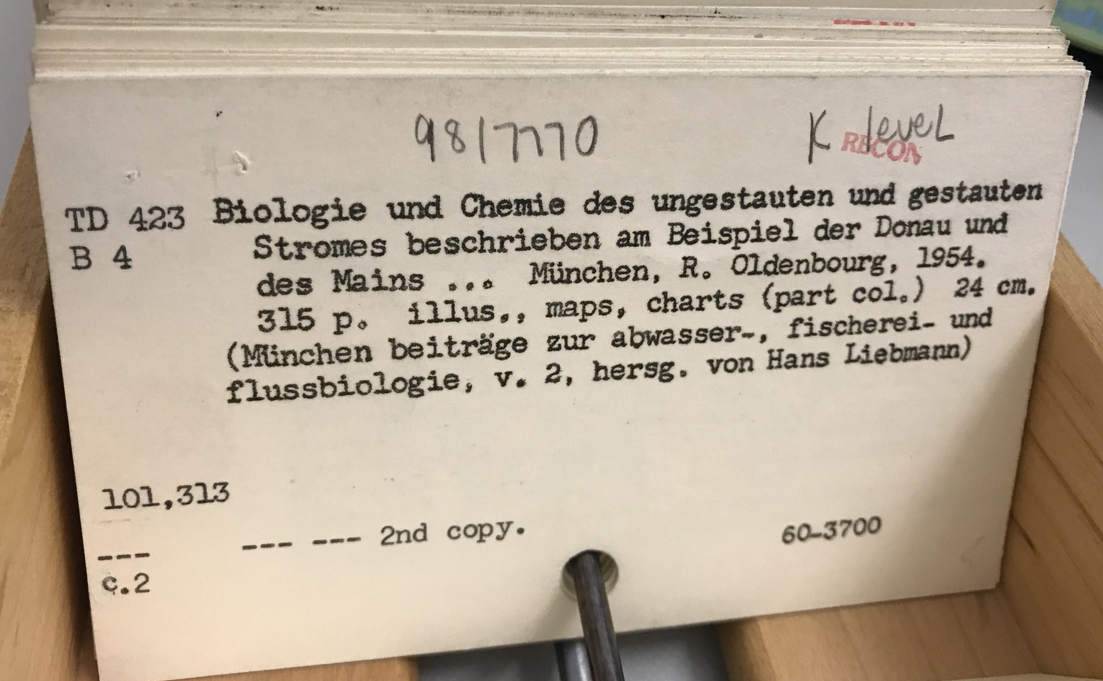 9817770
K level
RECON
TD 423 Biologie und Chemie des ungestauten und gestauten
B 4 Stromes beschrieben am Beispiel der Donau und
des Mains ... München, R. Oldenbourg, 1954.
315 p. illus., maps, charts (part col.) 24 cm.
(München beiträge zur abwasser-, fischerei- und
flussbiologie, v. 2, hersg. von Hans Liebmann)
101,313
--- --- --- 2nd copy. 60-3700
c.2